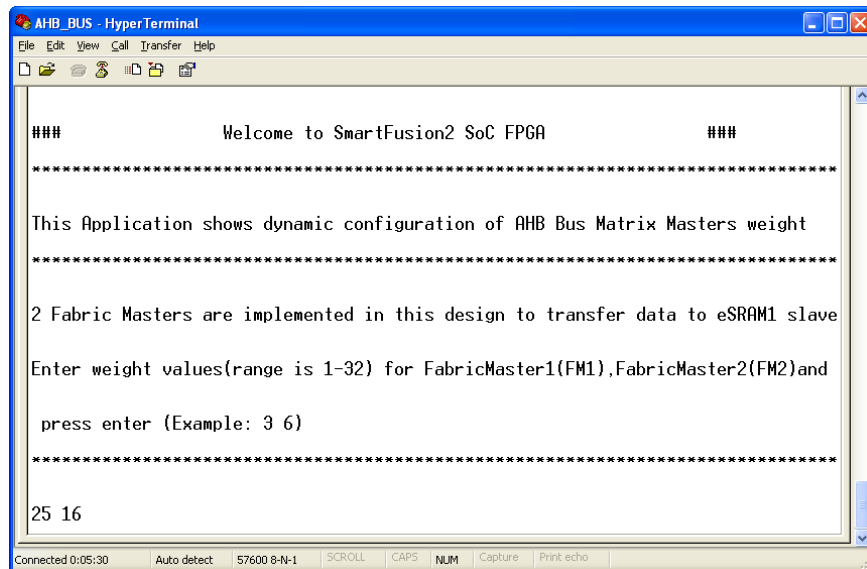 AHB_BUS - HyperTerminal
File Edit View Call Transfer Help
### Welcome to SmartFusion2 SoC FPGA ###
********************************************************************************
This Application shows dynamic configuration of AHB Bus Matrix Masters weight
********************************************************************************
2 Fabric Masters are implemented in this design to transfer data to eSRAM1 slave
Enter weight values(range is 1-32) for FabricMaster1(FM1),FabricMaster2(FM2)and
press enter (Example: 3 6)
********************************************************************************
25 16
Connected 0:05:30 Auto detect 57600 8-N-1 SCROLL CAPS NUM Capture Print echo